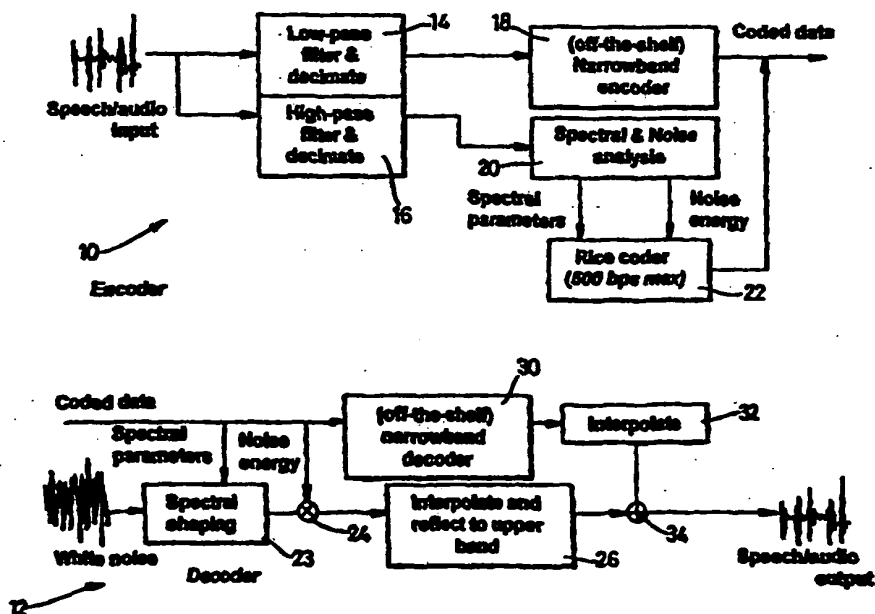 14
Low-pass
filter &
decimate
18
(off-the-shelf)
Narrowband
encoder
Coded data
Speech/audio
input
High-pass
filter &
decimate
16
Spectral & Noise
analysis
20
Spectral
parameters
Noise
energy
10
Encoder
Rice coder
(500 bps max)
22
30
Coded data
(off-the-shelf)
narrowband
decoder
Interpolate
32
Spectral
parameters
Noise
energy
Spectral
shaping
23
24
Interpolate and
reflect to upper
band
26
34
White noise
Decoder
Speech/audio
output
12